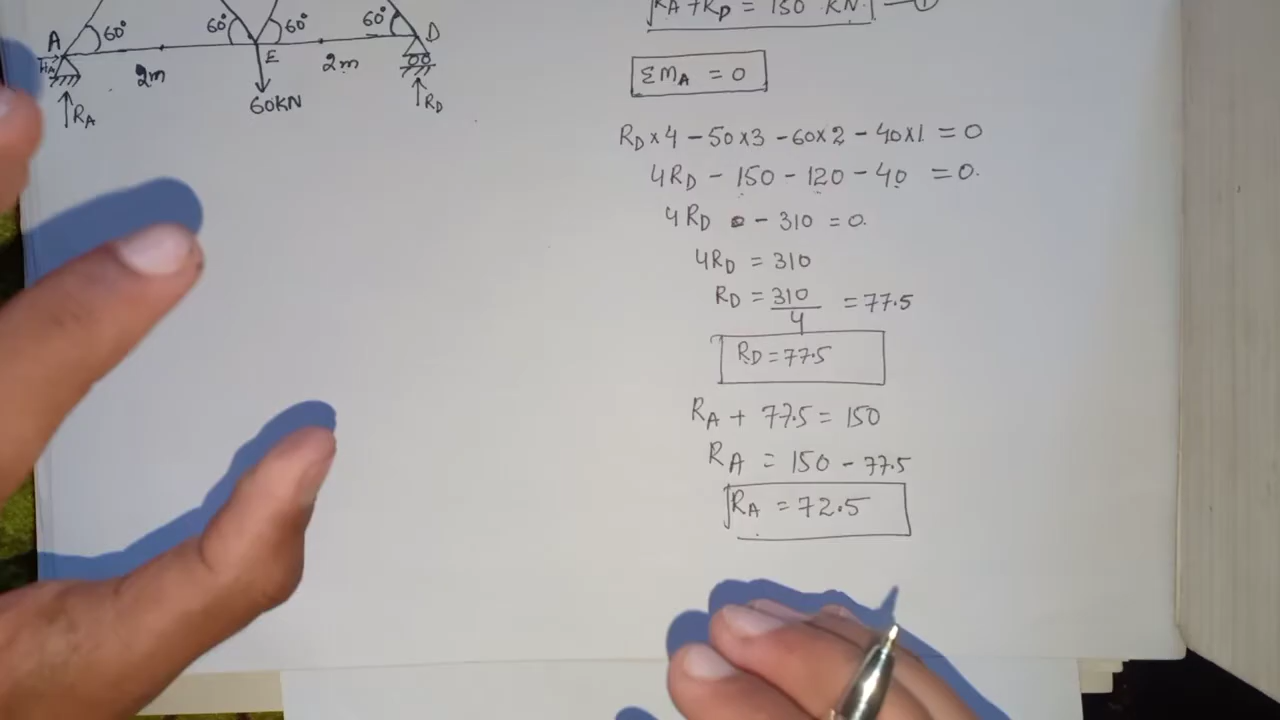 60° 60° 60° 60°
A E D
HA 2m 2m
60KN
RA RD
RA + RD = 150 KN — ①
ΣMA = 0
RD×4 – 50×3 – 60×2 – 40×1 = 0
4RD – 150 – 120 – 40 = 0.
4RD – 310 = 0.
4RD = 310
RD = 310/4 = 77.5
RD = 77.5
RA + 77.5 = 150
RA = 150 – 77.5
RA = 72.5